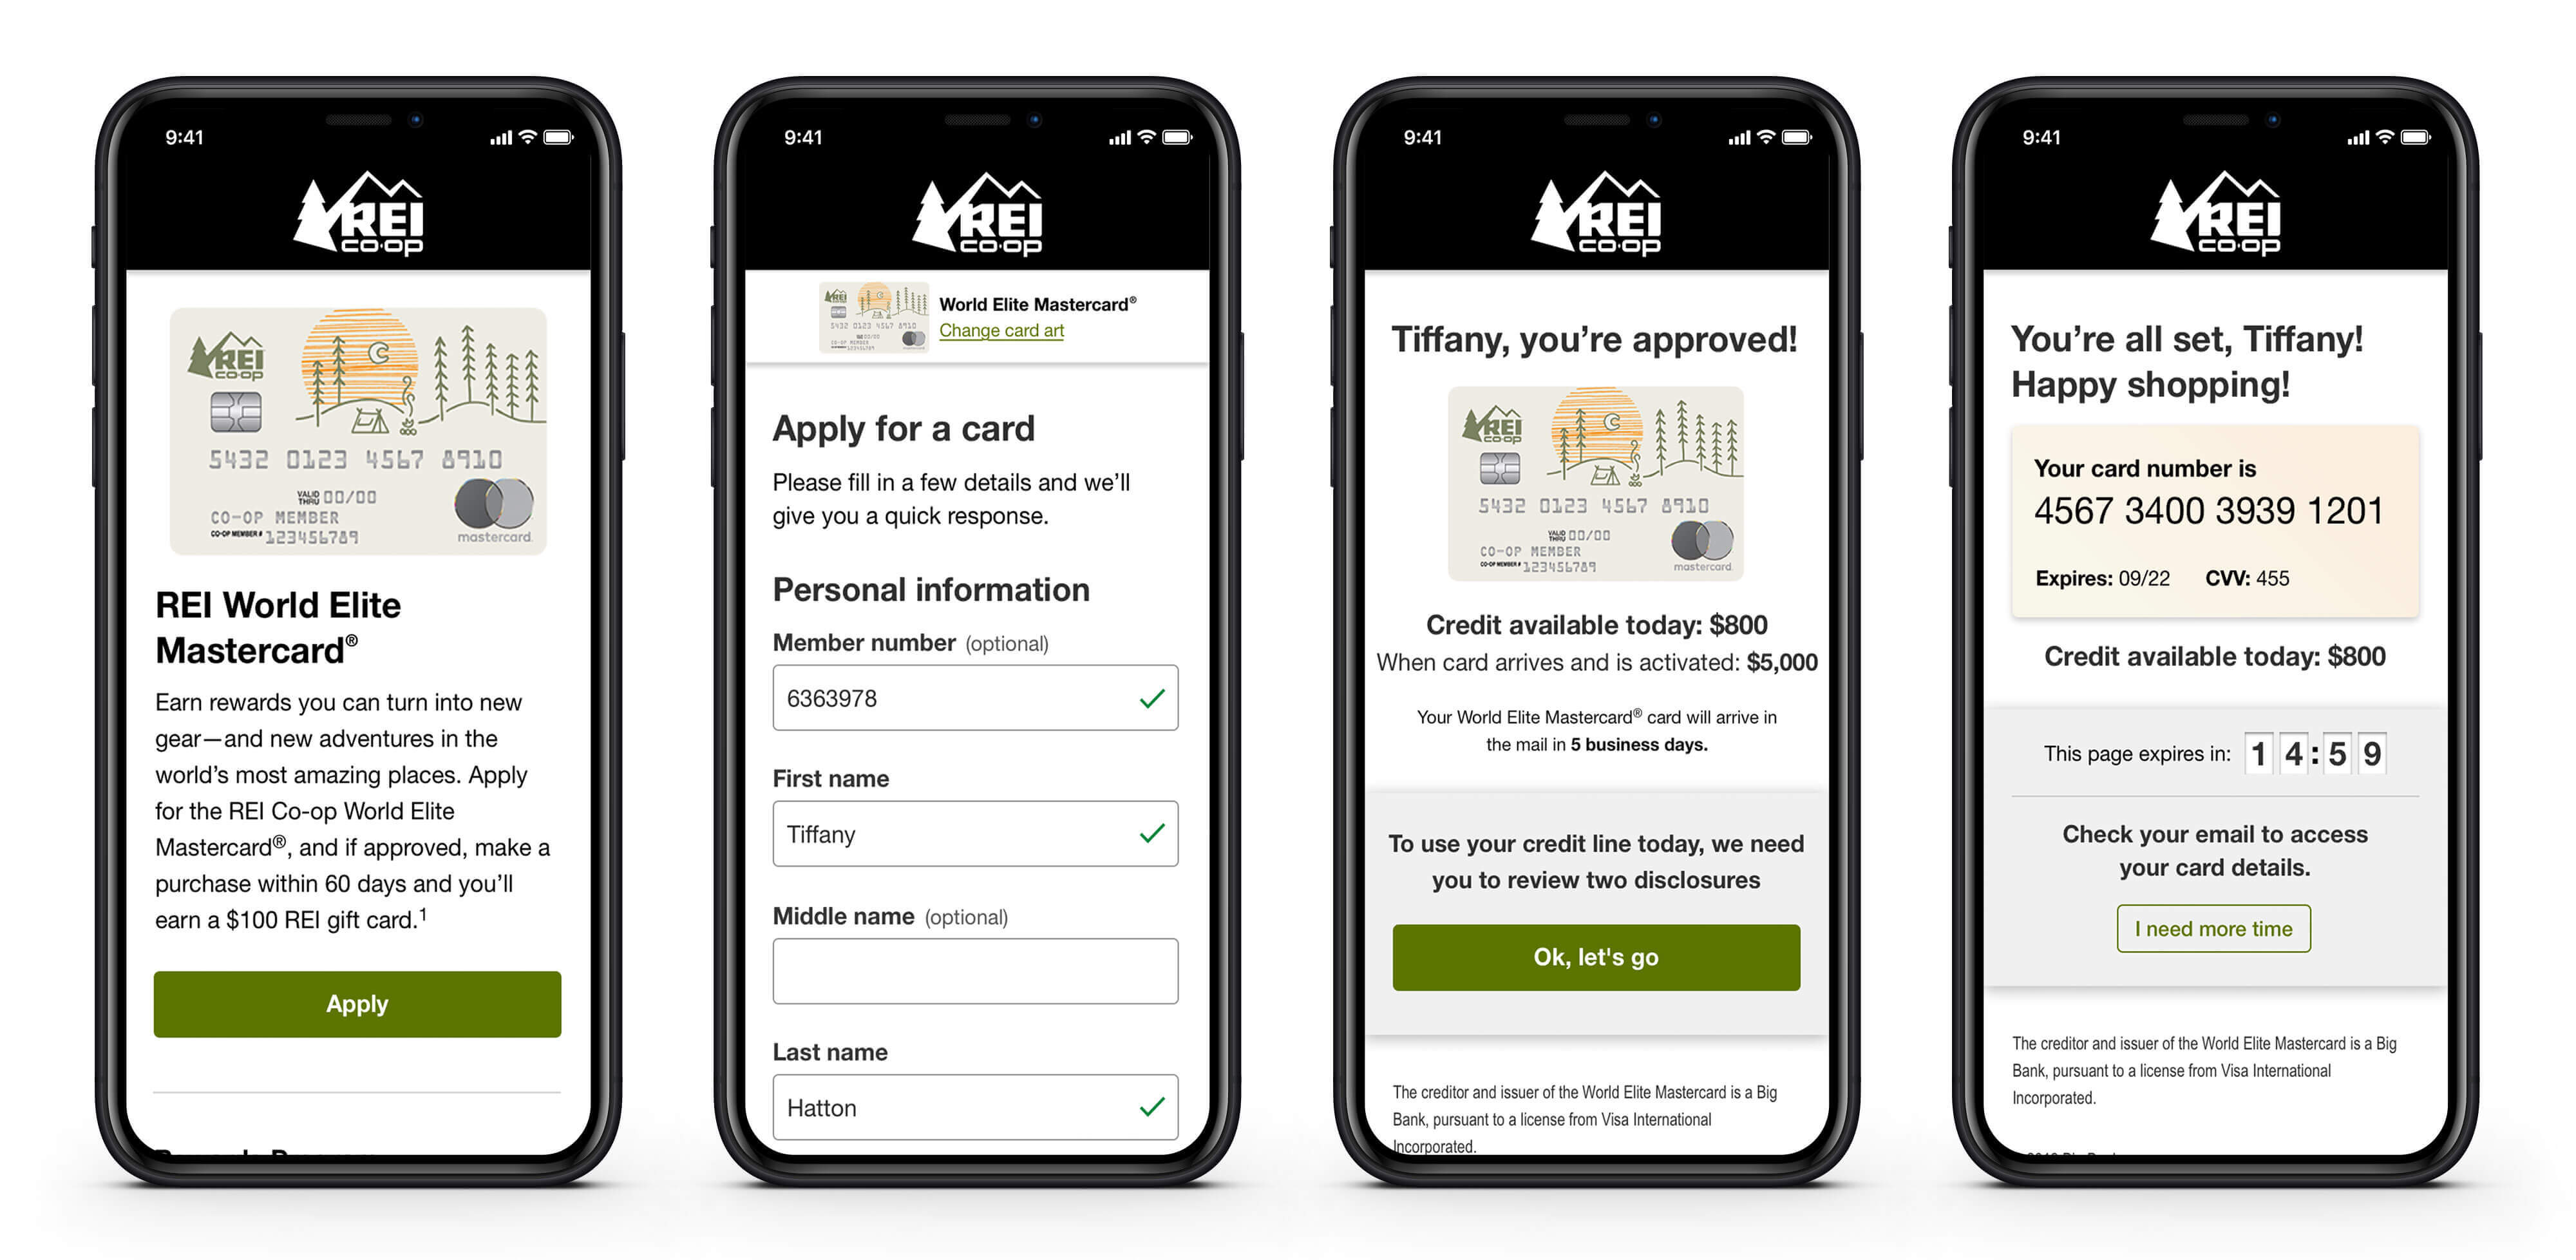 9:41
REI
co·op
REI
co·op
5432 0123 4567 8910
VALID
THRU 00/00
CO-OP MEMBER
CO-OP MEMBER # 123456789
mastercard.
REI World Elite
Mastercard®
Earn rewards you can turn into new
gear—and new adventures in the
world’s most amazing places. Apply
for the REI Co-op World Elite
Mastercard®, and if approved, make a
purchase within 60 days and you’ll
earn a $100 REI gift card.¹
Apply
9:41
REI
co·op
REI
5432 0123 4567 8910
00/00
CO-OP MEMBER
123456789
World Elite Mastercard®
Change card art
Apply for a card
Please fill in a few details and we’ll
give you a quick response.
Personal information
Member number (optional)
6363978
First name
Tiffany
Middle name (optional)
Last name
Hatton
9:41
REI
co·op
Tiffany, you’re approved!
REI
co·op
5432 0123 4567 8910
VALID
THRU 00/00
CO-OP MEMBER
CO-OP MEMBER # 123456789
mastercard.
Credit available today: $800
When card arrives and is activated: $5,000
Your World Elite Mastercard® card will arrive in
the mail in 5 business days.
To use your credit line today, we need
you to review two disclosures
Ok, let's go
The creditor and issuer of the World Elite Mastercard is a Big
Bank, pursuant to a license from Visa International
Incorporated.
9:41
REI
co·op
You’re all set, Tiffany!
Happy shopping!
Your card number is
4567 3400 3939 1201
Expires: 09/22 CVV: 455
Credit available today: $800
This page expires in: 14:59
Check your email to access
your card details.
I need more time
The creditor and issuer of the World Elite Mastercard is a Big
Bank, pursuant to a license from Visa International
Incorporated.